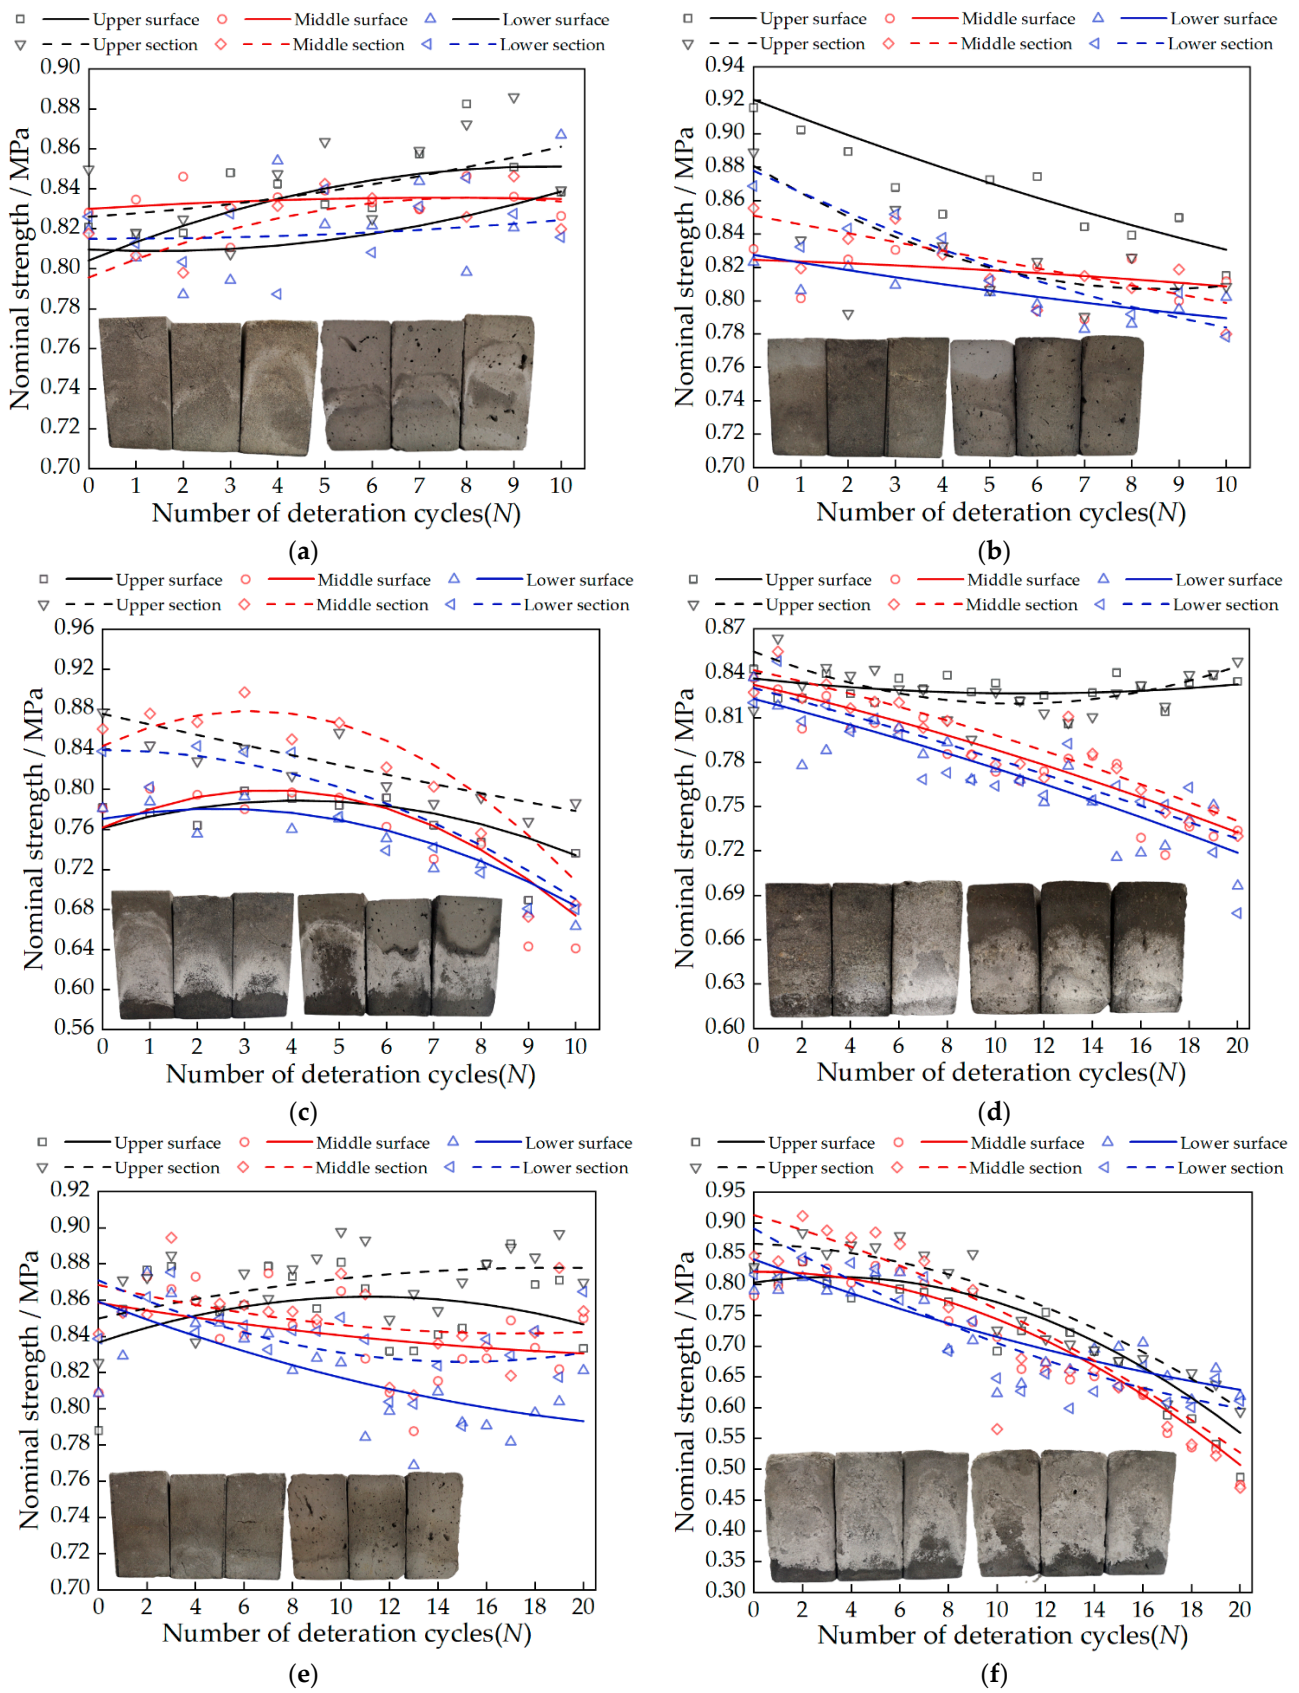 Upper surface Middle surface Lower surface
Upper section Middle section Lower section
0.90
0.88
0.86
0.84
0.82
0.80
0.78
0.76
0.74
0.72
0.70
Nominal strength / MPa
0 1 2 3 4 5 6 7 8 9 10
Number of deteration cycles(N)
(a)
Upper surface Middle surface Lower surface
Upper section Middle section Lower section
0.94
0.92
0.90
0.88
0.86
0.84
0.82
0.80
0.78
0.76
0.74
0.72
0.70
Nominal strength / MPa
0 1 2 3 4 5 6 7 8 9 10
Number of deteration cycles(N)
(b)
Upper surface Middle surface Lower surface
Upper section Middle section Lower section
0.96
0.92
0.88
0.84
0.80
0.76
0.72
0.68
0.64
0.60
0.56
Nominal strength / MPa
0 1 2 3 4 5 6 7 8 9 10
Number of deteration cycles(N)
(c)
Upper surface Middle surface Lower surface
Upper section Middle section Lower section
0.87
0.84
0.81
0.78
0.75
0.72
0.69
0.66
0.63
0.60
Nominal strength / MPa
0 2 4 6 8 10 12 14 16 18 20
Number of deteration cycles(N)
(d)
Upper surface Middle surface Lower surface
Upper section Middle section Lower section
0.92
0.90
0.88
0.86
0.84
0.82
0.80
0.78
0.76
0.74
0.72
0.70
Nominal strength / MPa
0 2 4 6 8 10 12 14 16 18 20
Number of deteration cycles(N)
(e)
Upper surface Middle surface Lower surface
Upper section Middle section Lower section
0.95
0.90
0.85
0.80
0.75
0.70
0.65
0.60
0.55
0.50
0.45
0.40
0.35
0.30
Nominal strength / MPa
0 2 4 6 8 10 12 14 16 18 20
Number of deteration cycles(N)
(f)